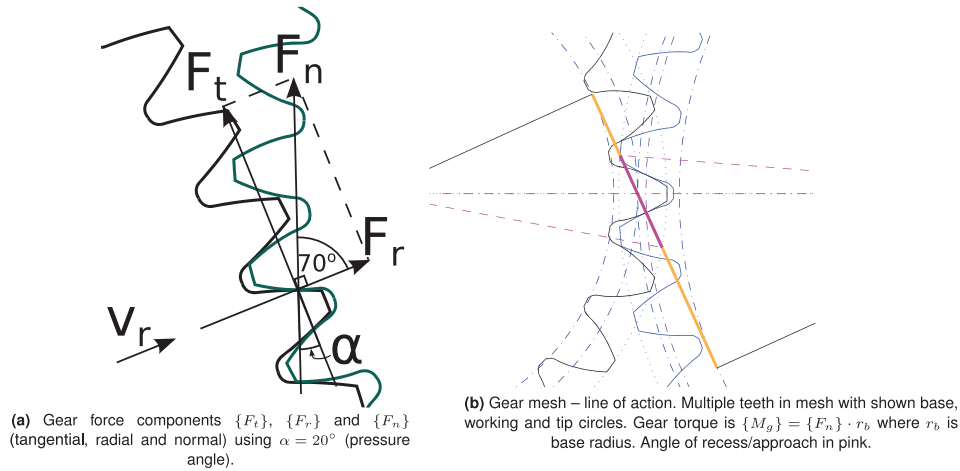 F_t
F_n
F_r
70°
v_r
α
(a) Gear force components {F_t}, {F_r} and {F_n}
(tangential, radial and normal) using α = 20° (pressure
angle).
(b) Gear mesh – line of action. Multiple teeth in mesh with shown base,
working and tip circles. Gear torque is {M_g} = {F_n} · r_b where r_b is
base radius. Angle of recess/approach in pink.